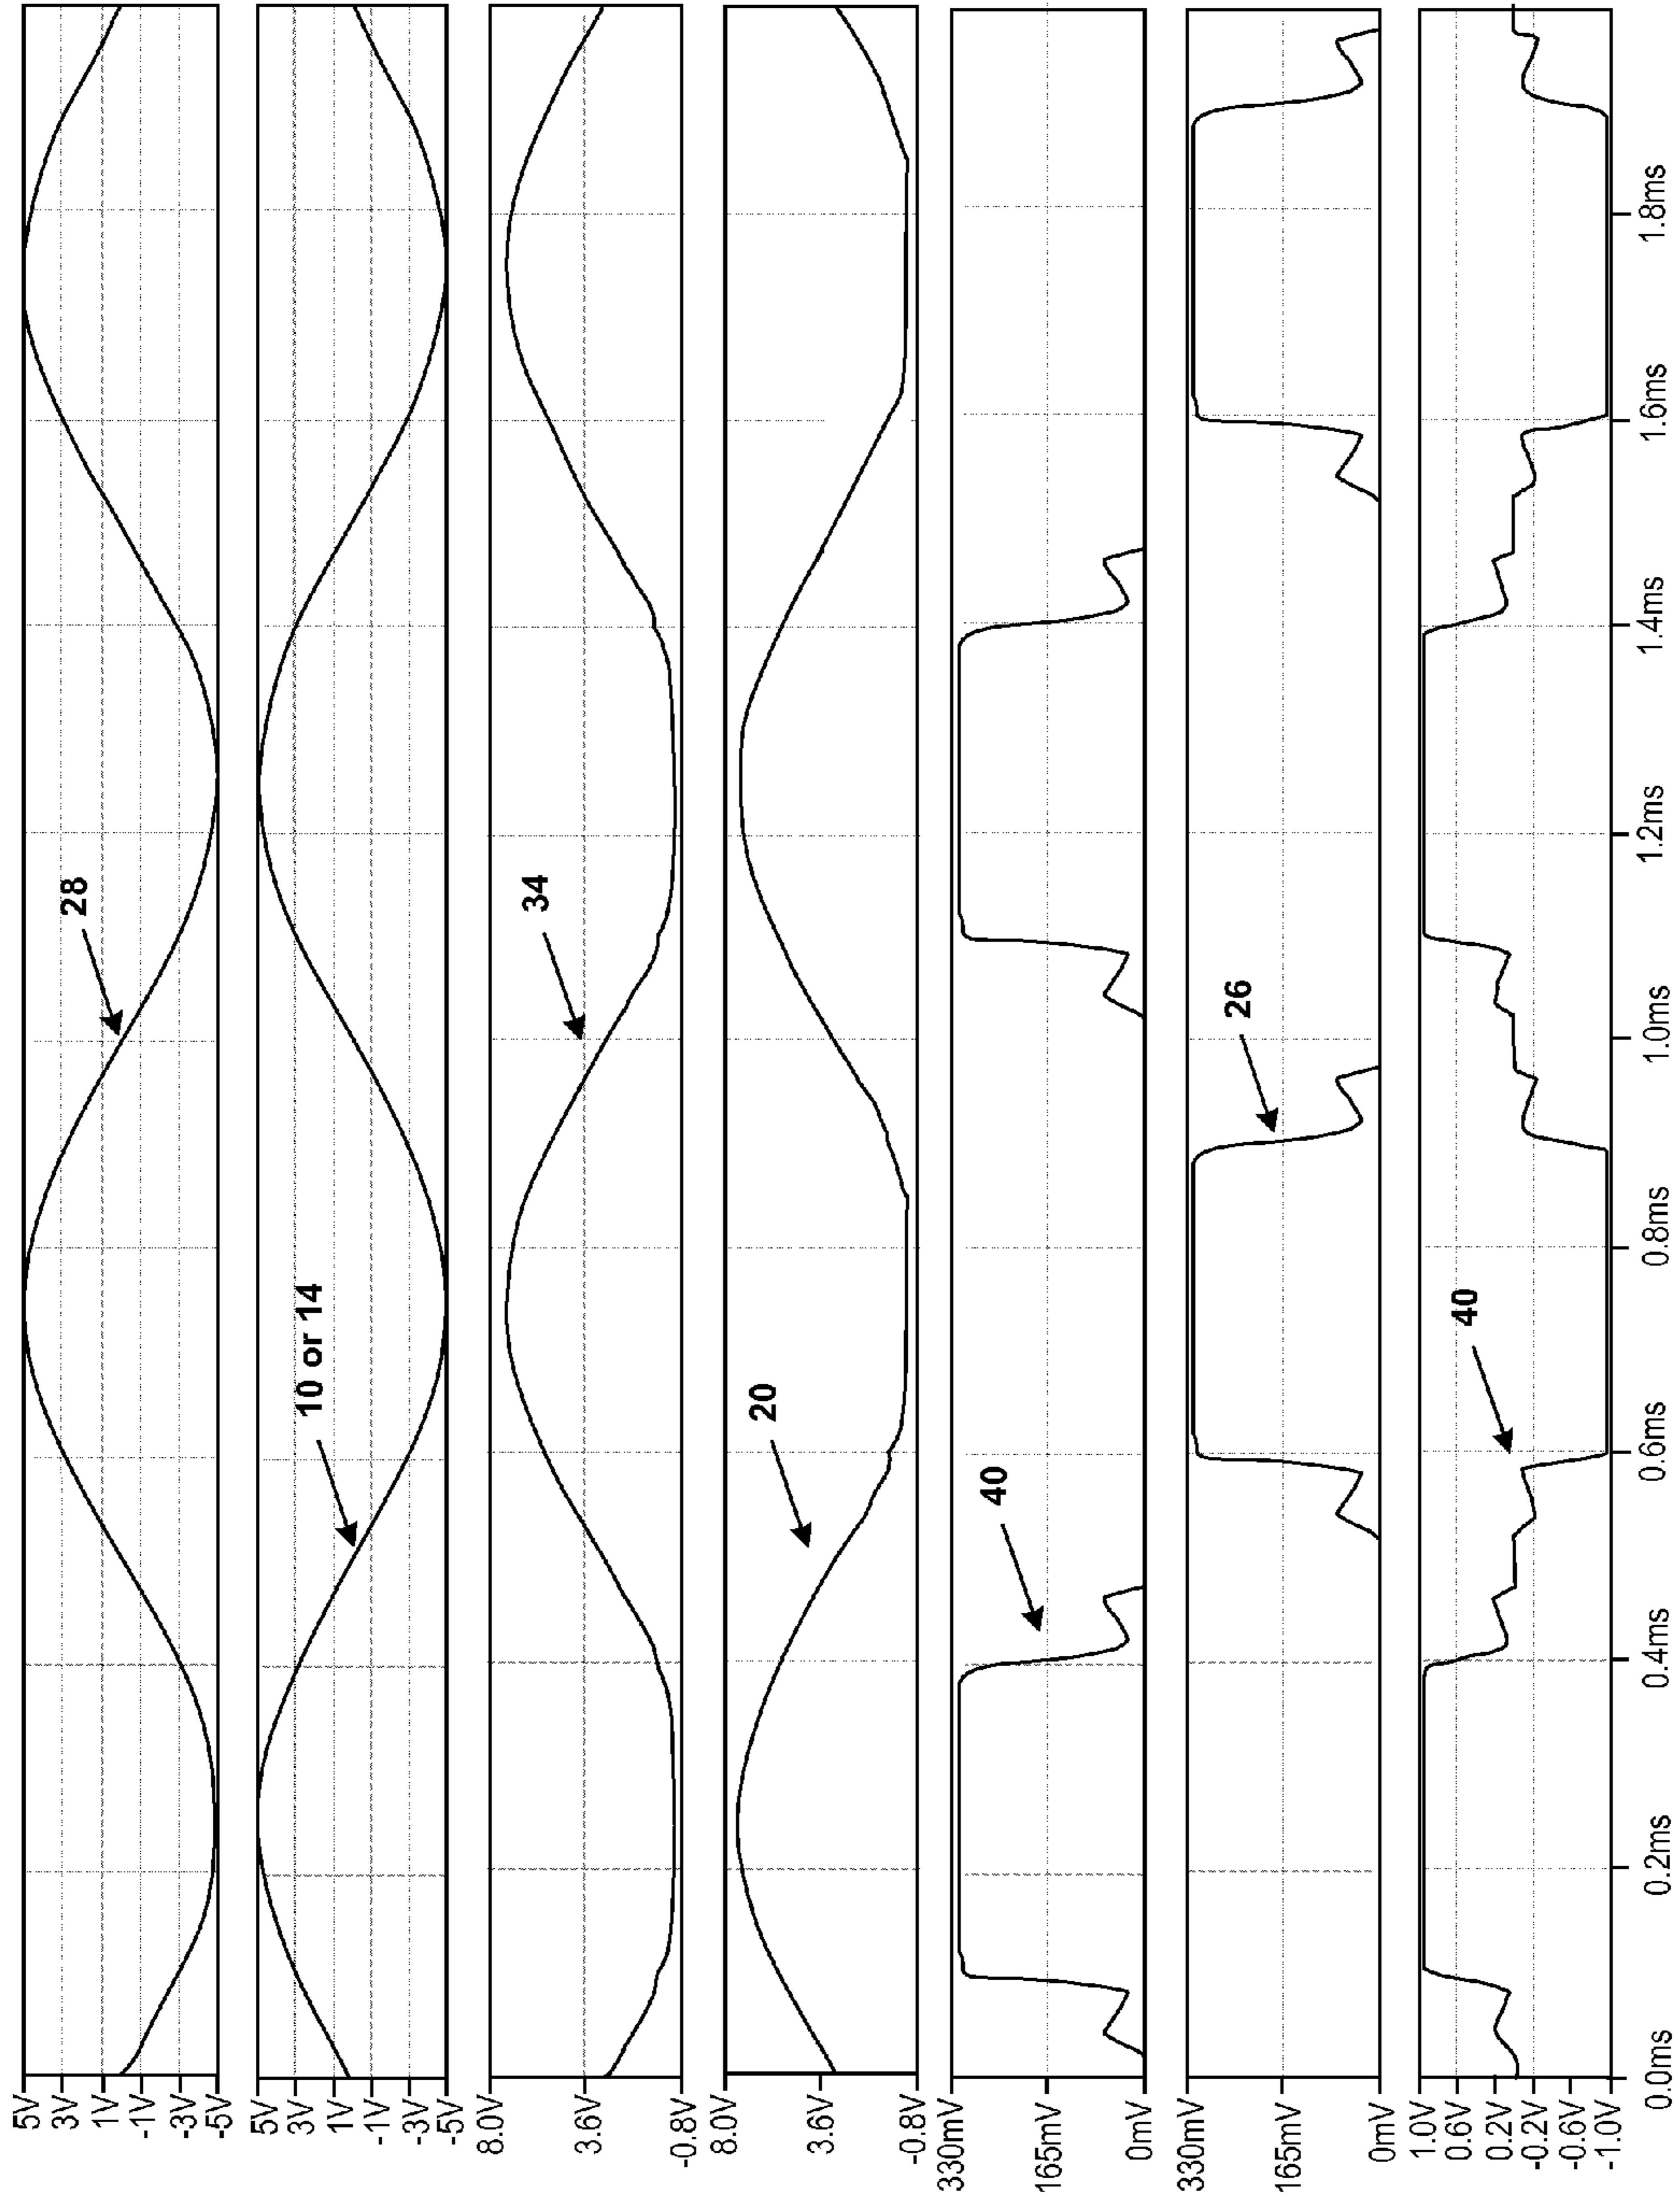 5V
3V
1V
-1V
-3V
-5V
28
5V
3V
1V
-1V
-3V
-5V
10 or 14
8.0V
3.6V
-0.8V
34
8.0V
3.6V
-0.8V
20
330mV
165mV
0mV
40
330mV
165mV
0mV
26
1.0V
0.6V
0.2V
-0.2V
-0.6V
-1.0V
40
0.0ms 0.2ms 0.4ms 0.6ms 0.8ms 1.0ms 1.2ms 1.4ms 1.6ms 1.8ms